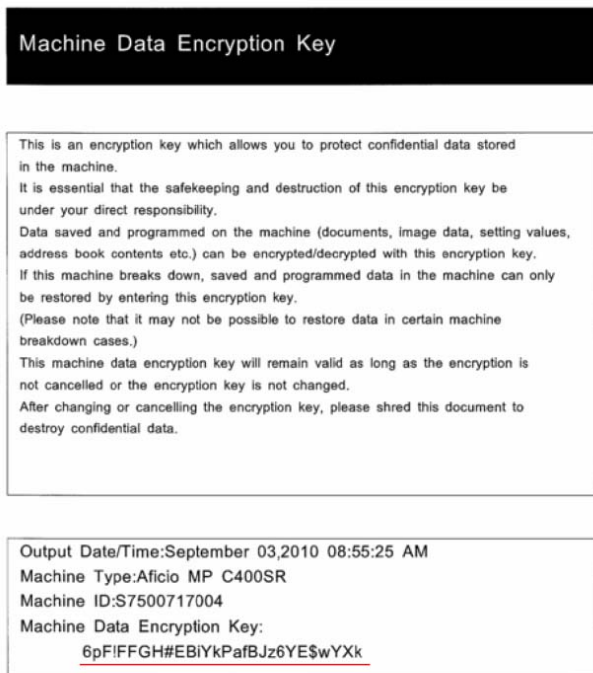 Machine Data Encryption Key
This is an encryption key which allows you to protect confidential data stored
in the machine.
It is essential that the safekeeping and destruction of this encryption key be
under your direct responsibility.
Data saved and programmed on the machine (documents, image data, setting values,
address book contents etc.) can be encrypted/decrypted with this encryption key.
If this machine breaks down, saved and programmed data in the machine can only
be restored by entering this encryption key.
(Please note that it may not be possible to restore data in certain machine
breakdown cases.)
This machine data encryption key will remain valid as long as the encryption is
not cancelled or the encryption key is not changed.
After changing or cancelling the encryption key, please shred this document to
destroy confidential data.
Output Date/Time:September 03,2010 08:55:25 AM
Machine Type:Aficio MP C400SR
Machine ID:S7500717004
Machine Data Encryption Key:
6pF!FFGH#EBiYkPafBJz6YE$wYXk